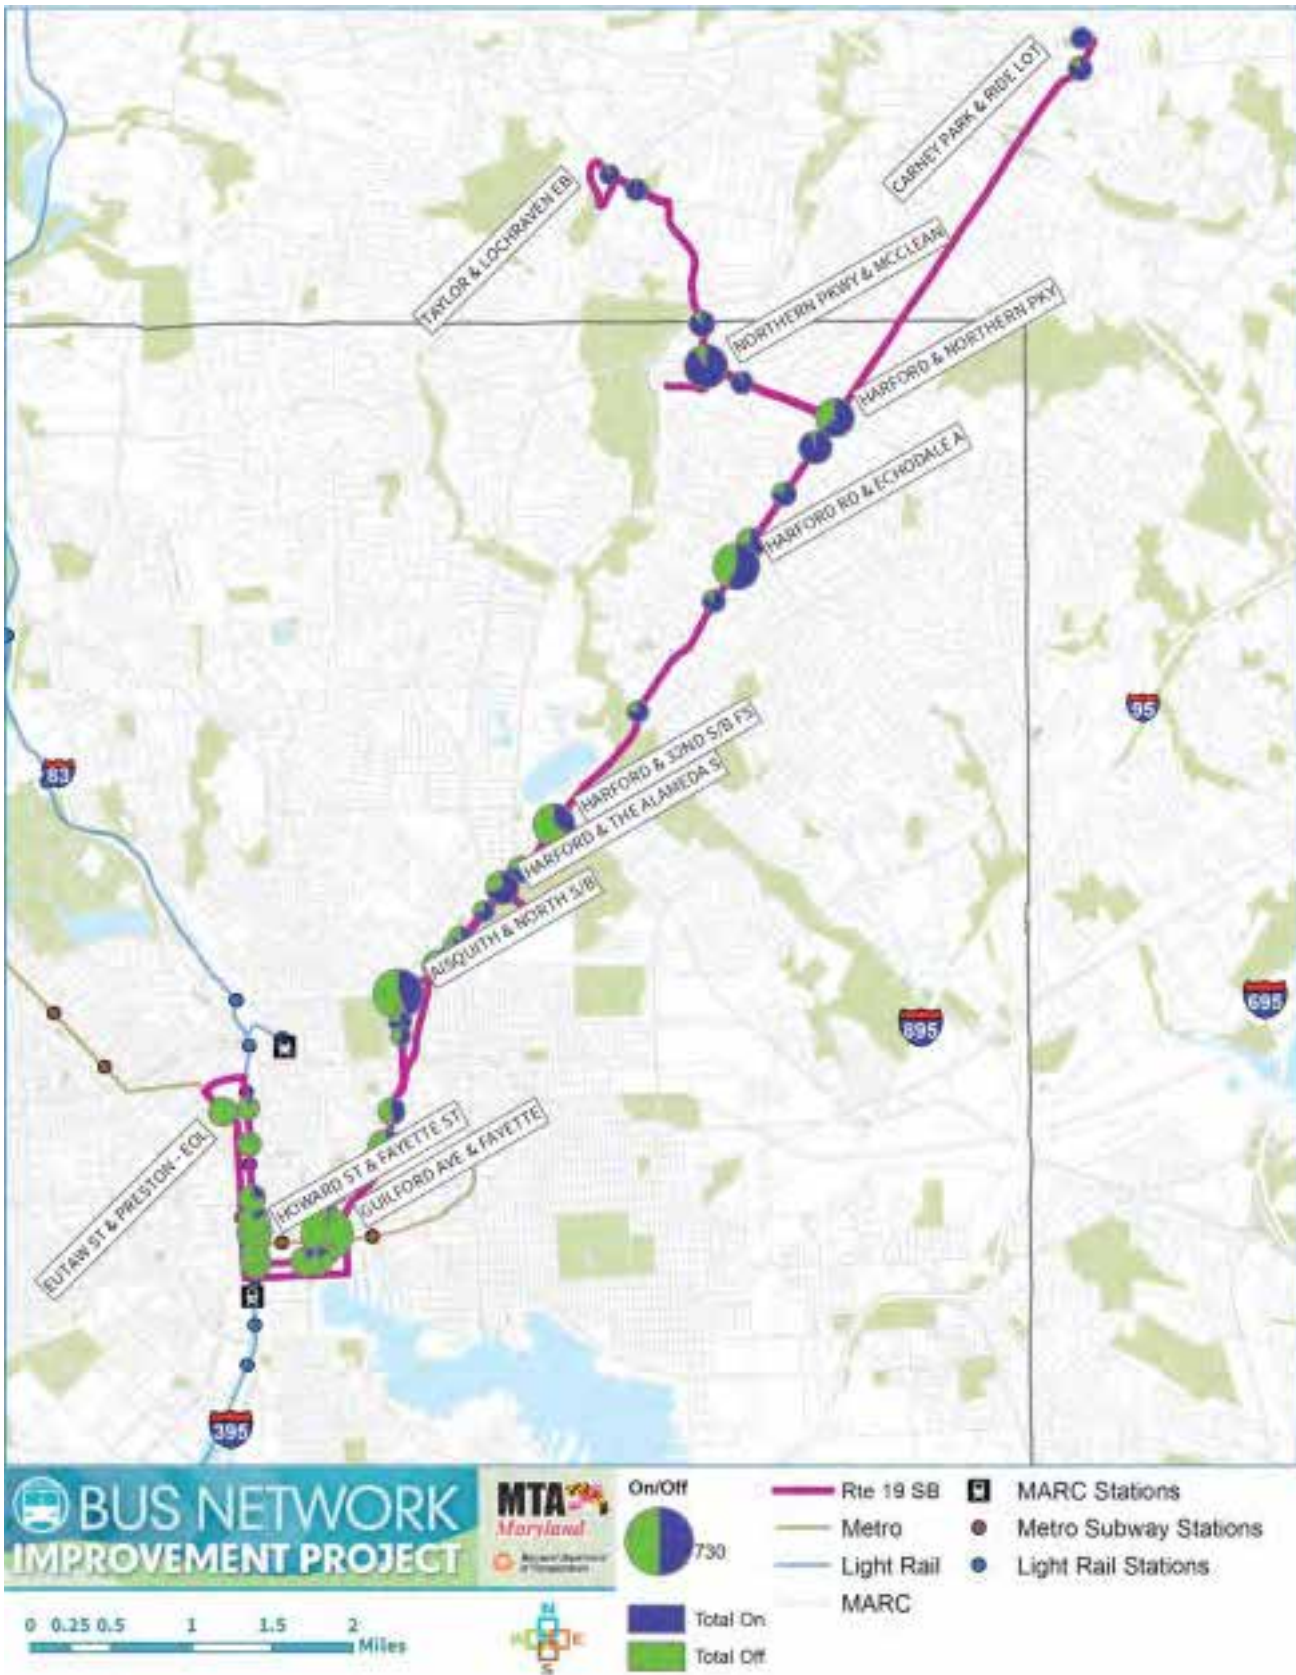 CARNEY PARK & RIDE LOT
TAYLOR & LOCHRAVEN EB
NORTHERN PKWY & MCCLEAN
HARFORD & NORTHERN PKY
HARFORD RD & ECHODALE A
HARFORD & 32ND S/B FS
HARFORD & THE ALAMEDA S
AISQUITH & NORTH S/B
HOWARD ST & FAYETTE ST
GUILFORD AVE & FAYETTE
EUTAW ST & PRESTON - EOL
95
83
695
895
395
BUS NETWORK
IMPROVEMENT PROJECT
MTA
Maryland
Maryland Department
of Transportation
0 0.25 0.5 1 1.5 2
Miles
N
E
S
On/Off
730
Total On
Total Off
Rte 19 SB
Metro
Light Rail
MARC
MARC Stations
Metro Subway Stations
Light Rail Stations